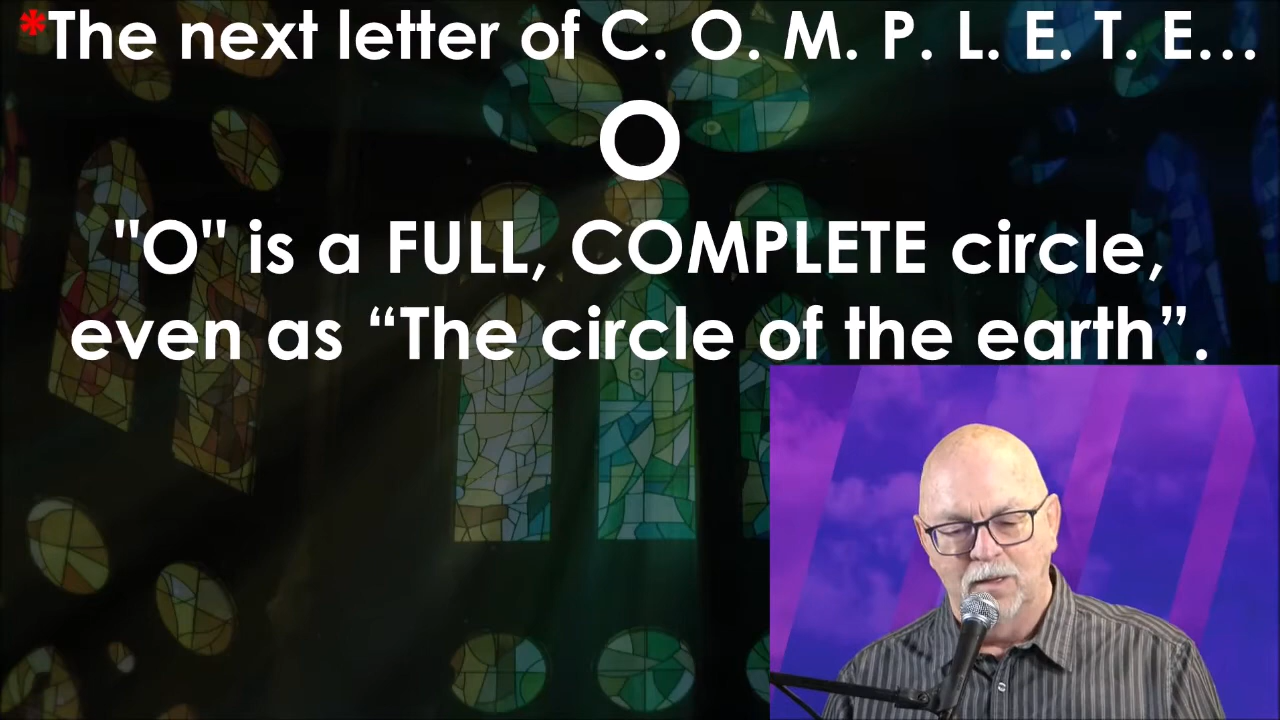 *The next letter of C. O. M. P. L. E. T. E...
O
"O" is a FULL, COMPLETE circle,
even as “The circle of the earth”.